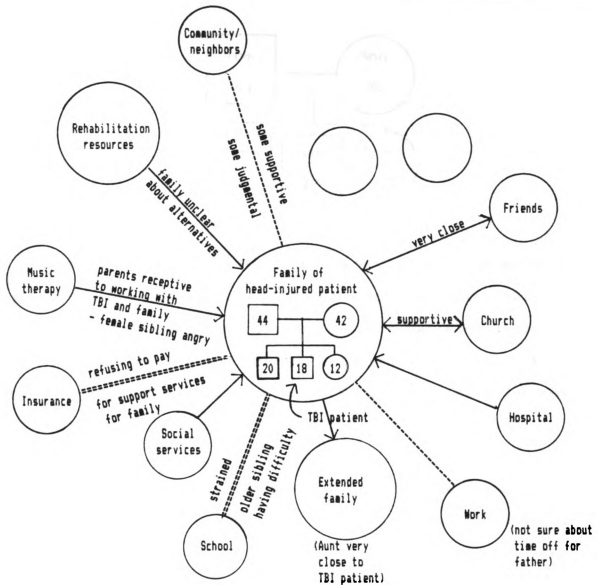 Community/
neighbors
some supportive
some judgmental
Rehabilitation
resources
family unclear
about alternatives
Friends
very close
Music
therapy
parents receptive
to working with
TBI and family
- female sibling angry
Family of
head-injured patient
44
42
20
18
12
supportive
Church
Insurance
refusing to pay
for support services
for family
Social
services
TBI patient
Hospital
strained
older sibling
having difficulty
School
Extended
family
(Aunt very
close to
TBI patient)
Work
(not sure about
time off for
father)